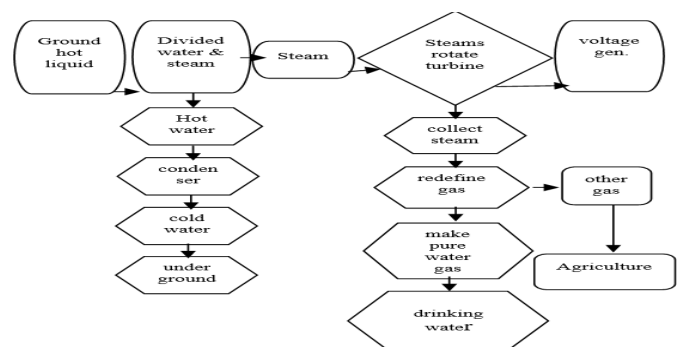 Ground
hot
liquid
Divided
water &
steam
Steam
Steams
rotate
turbine
voltage
gen.
Hot
water
conden
ser
cold
water
under
ground
collect
steam
redefine
gas
other
gas
make
pure
water
gas
Agriculture
drinking
water